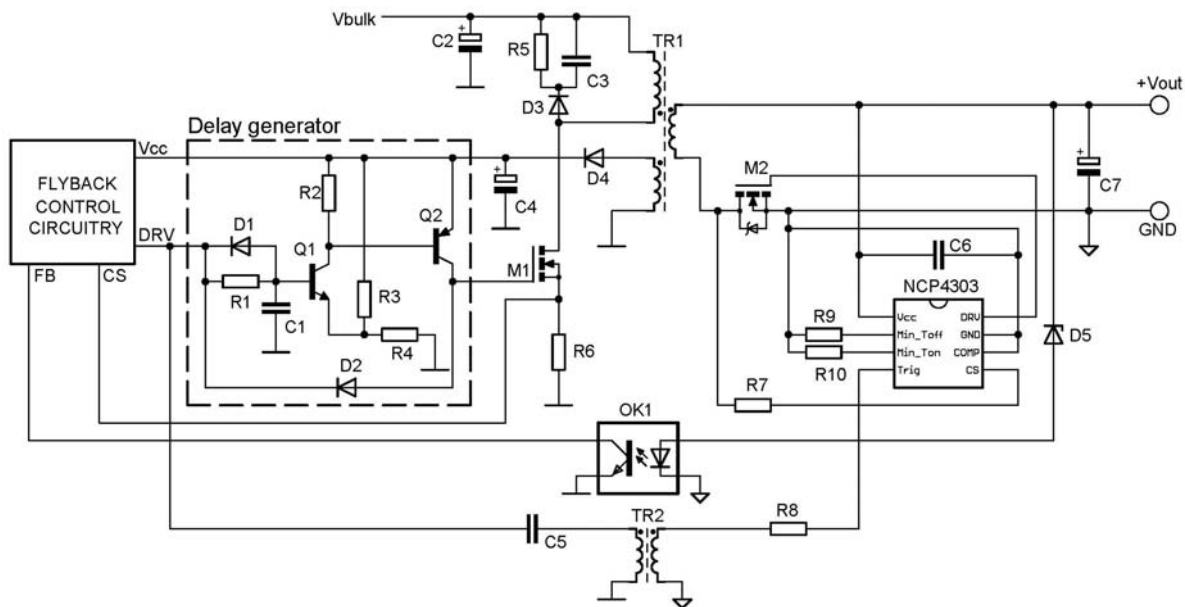 Vbulk
C2
+
R5
C3
TR1
D3
+Vout
Delay generator
Vcc
FLYBACK
CONTROL
CIRCUITRY
DRV
FB
CS
R2
D1
Q1
Q2
R1
C1
R3
R4
D2
+
C4
D4
M1
R6
M2
+
C7
GND
C6
NCP4303
Vcc
DRV
Min_Toff
GND
Min_Ton
COMP
Trig
CS
R9
R10
R7
D5
OK1
TR2
C5
R8